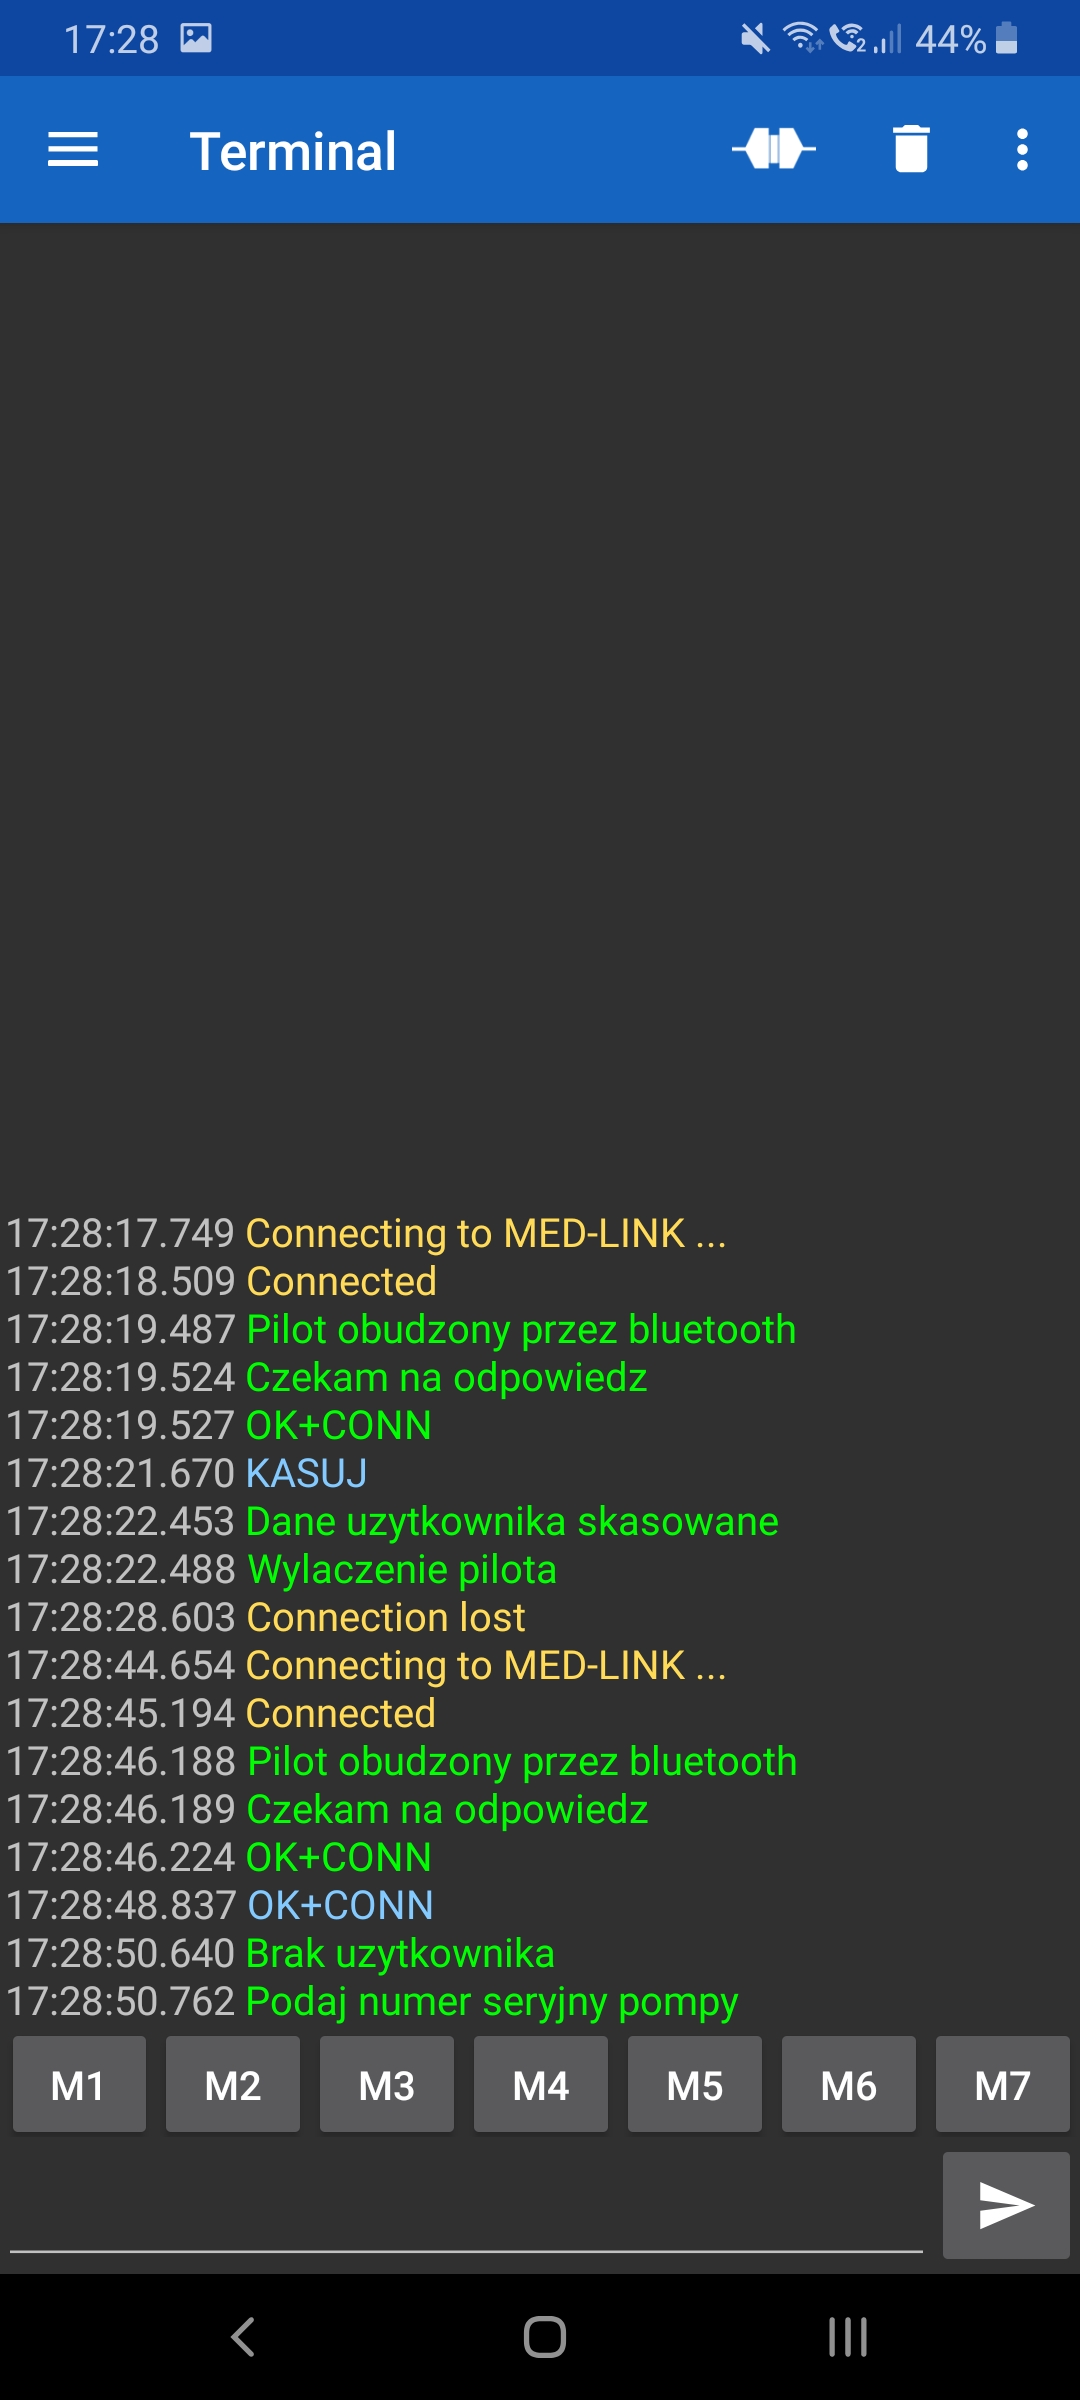 17:28 44%
Terminal
17:28:17.749 Connecting to MED-LINK ...
17:28:18.509 Connected
17:28:19.487 Pilot obudzony przez bluetooth
17:28:19.524 Czekam na odpowiedz
17:28:19.527 OK+CONN
17:28:21.670 KASUJ
17:28:22.453 Dane uzytkownika skasowane
17:28:22.488 Wylaczenie pilota
17:28:28.603 Connection lost
17:28:44.654 Connecting to MED-LINK ...
17:28:45.194 Connected
17:28:46.188 Pilot obudzony przez bluetooth
17:28:46.189 Czekam na odpowiedz
17:28:46.224 OK+CONN
17:28:48.837 OK+CONN
17:28:50.640 Brak uzytkownika
17:28:50.762 Podaj numer seryjny pompy
M1 M2 M3 M4 M5 M6 M7